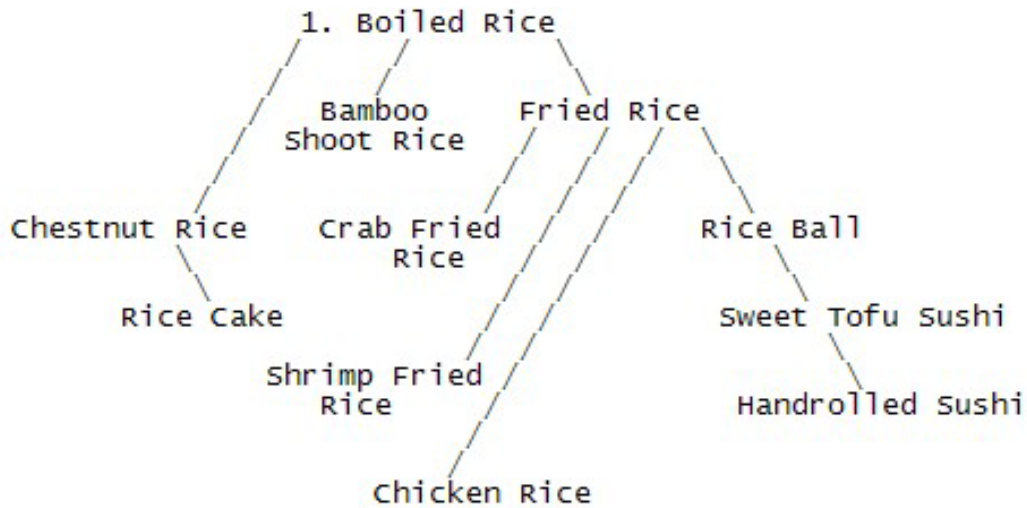 1. Boiled Rice
Bamboo
Shoot Rice
Fried Rice
Chestnut Rice
Crab Fried
Rice
Rice Ball
Rice Cake
Sweet Tofu Sushi
Shrimp Fried
Rice
Handrolled Sushi
Chicken Rice